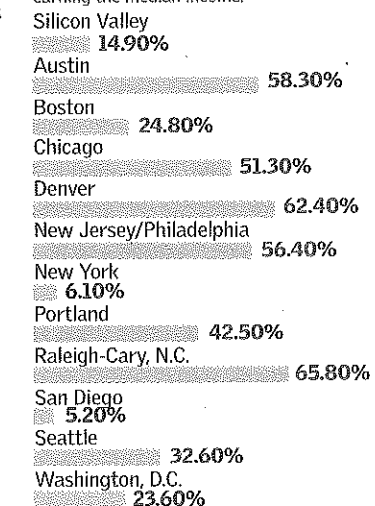 earning the median income.
Silicon Valley
14.90%
Austin
58.30%
Boston
24.80%
Chicago
51.30%
Denver
62.40%
New Jersey/Philadelphia
56.40%
New York
6.10%
Portland
42.50%
Raleigh-Cary, N.C.
65.80%
San Diego
5.20%
Seattle
32.60%
Washington, D.C.
23.60%